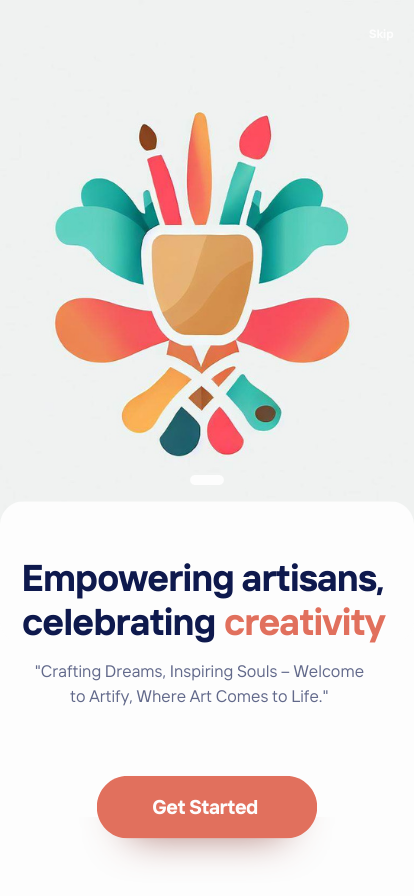 Skip
Empowering artisans,
celebrating creativity
"Crafting Dreams, Inspiring Souls – Welcome
to Artify, Where Art Comes to Life."
Get Started